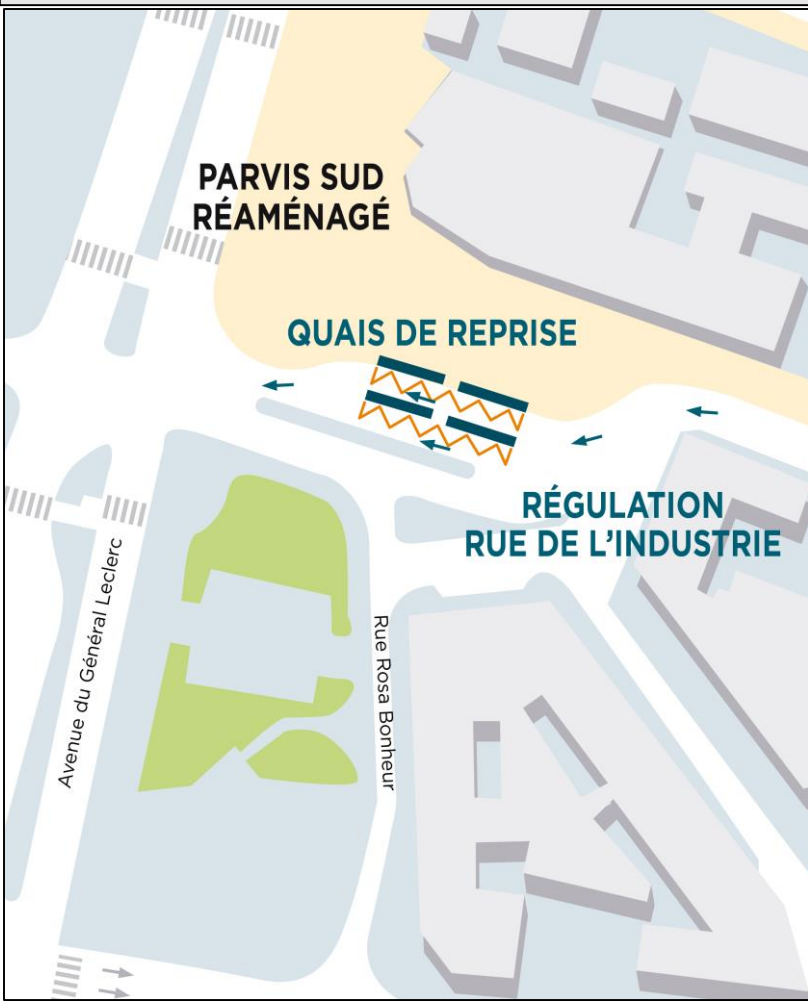 PARVIS SUD
RÉAMÉNAGÉ
QUAIS DE REPRISE
RÉGULATION
RUE DE L'INDUSTRIE
Avenue du Général Leclerc
Rue Rosa Bonheur